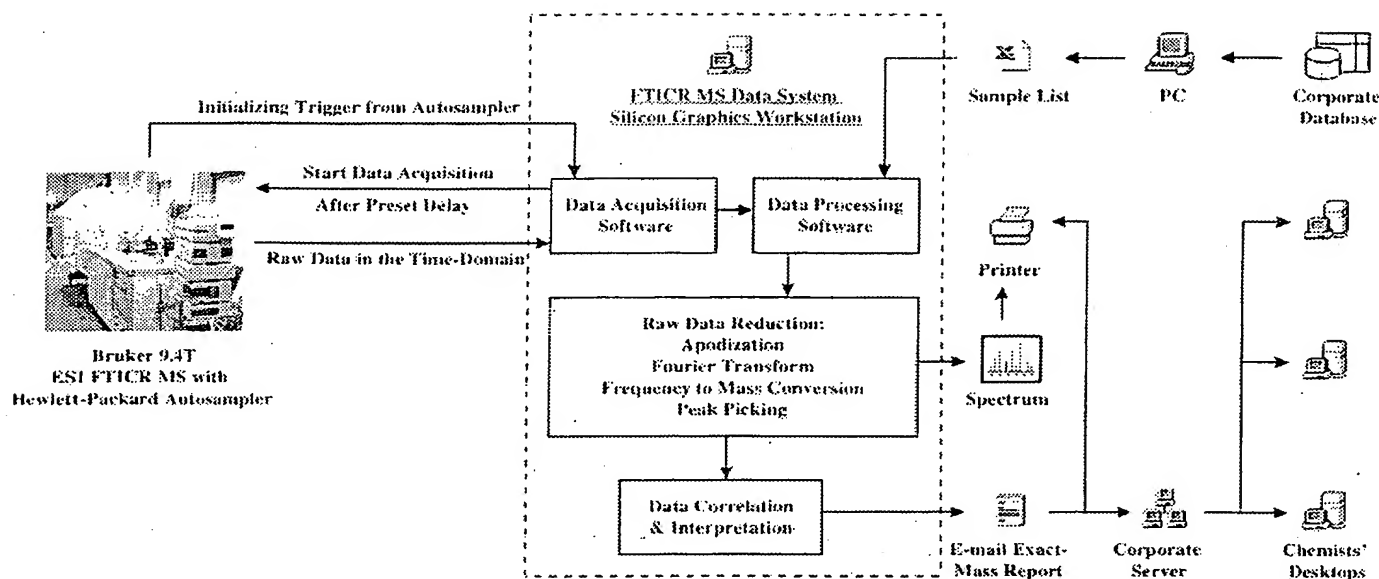 FTICR MS Data System
Silicon Graphics Workstation
Sample List
PC
Corporate
Database
Initializing Trigger from Autosampler
Start Data Acquisition
After Preset Delay
Raw Data in the Time-Domain
Data Acquisition
Software
Data Processing
Software
Printer
Bruker 9.4T
ESI FTICR MS with
Hewlett-Packard Autosampler
Raw Data Reduction:
Apodization
Fourier Transform
Frequency to Mass Conversion
Peak Picking
Spectrum
Data Correlation
& Interpretation
E-mail Exact-
Mass Report
Corporate
Server
Chemists'
Desktops